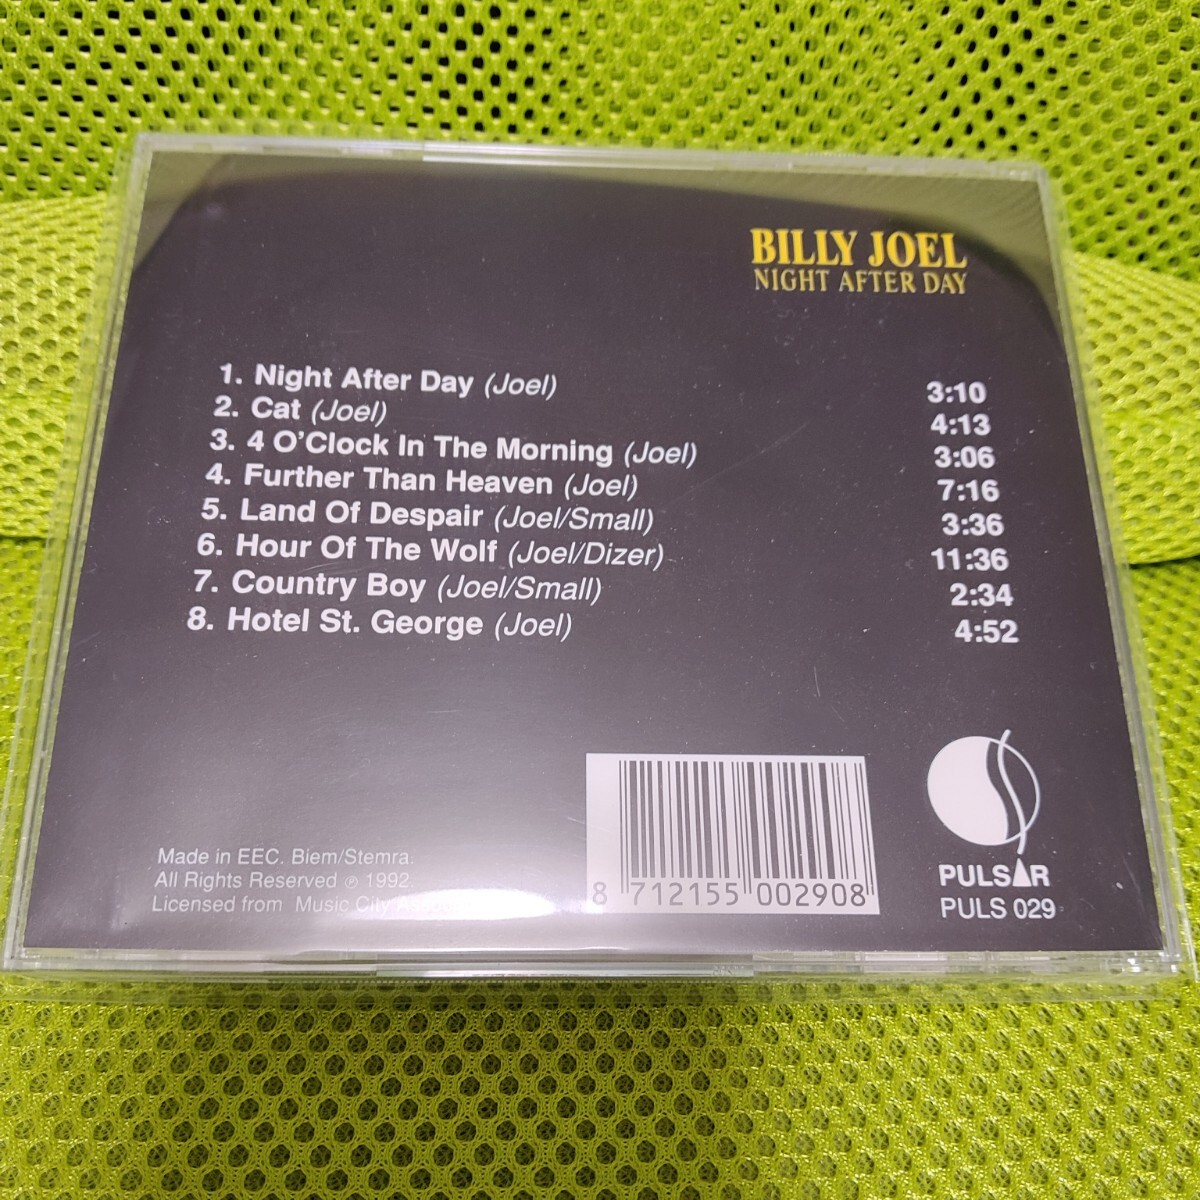 BILLY JOEL
NIGHT AFTER DAY
1. Night After Day (Joel) 3:10
2. Cat (Joel) 4:13
3. 4 O'Clock In The Morning (Joel) 3:06
4. Further Than Heaven (Joel) 7:16
5. Land Of Despair (Joel/Small) 3:36
6. Hour Of The Wolf (Joel/Dizer) 11:36
7. Country Boy (Joel/Small) 2:34
8. Hotel St. George (Joel) 4:52
Made in EEC. Biem/Stemra.
All Rights Reserved ℗ 1992.
Licensed from Music City
8 712155 002908
PULSAR
PULS 029